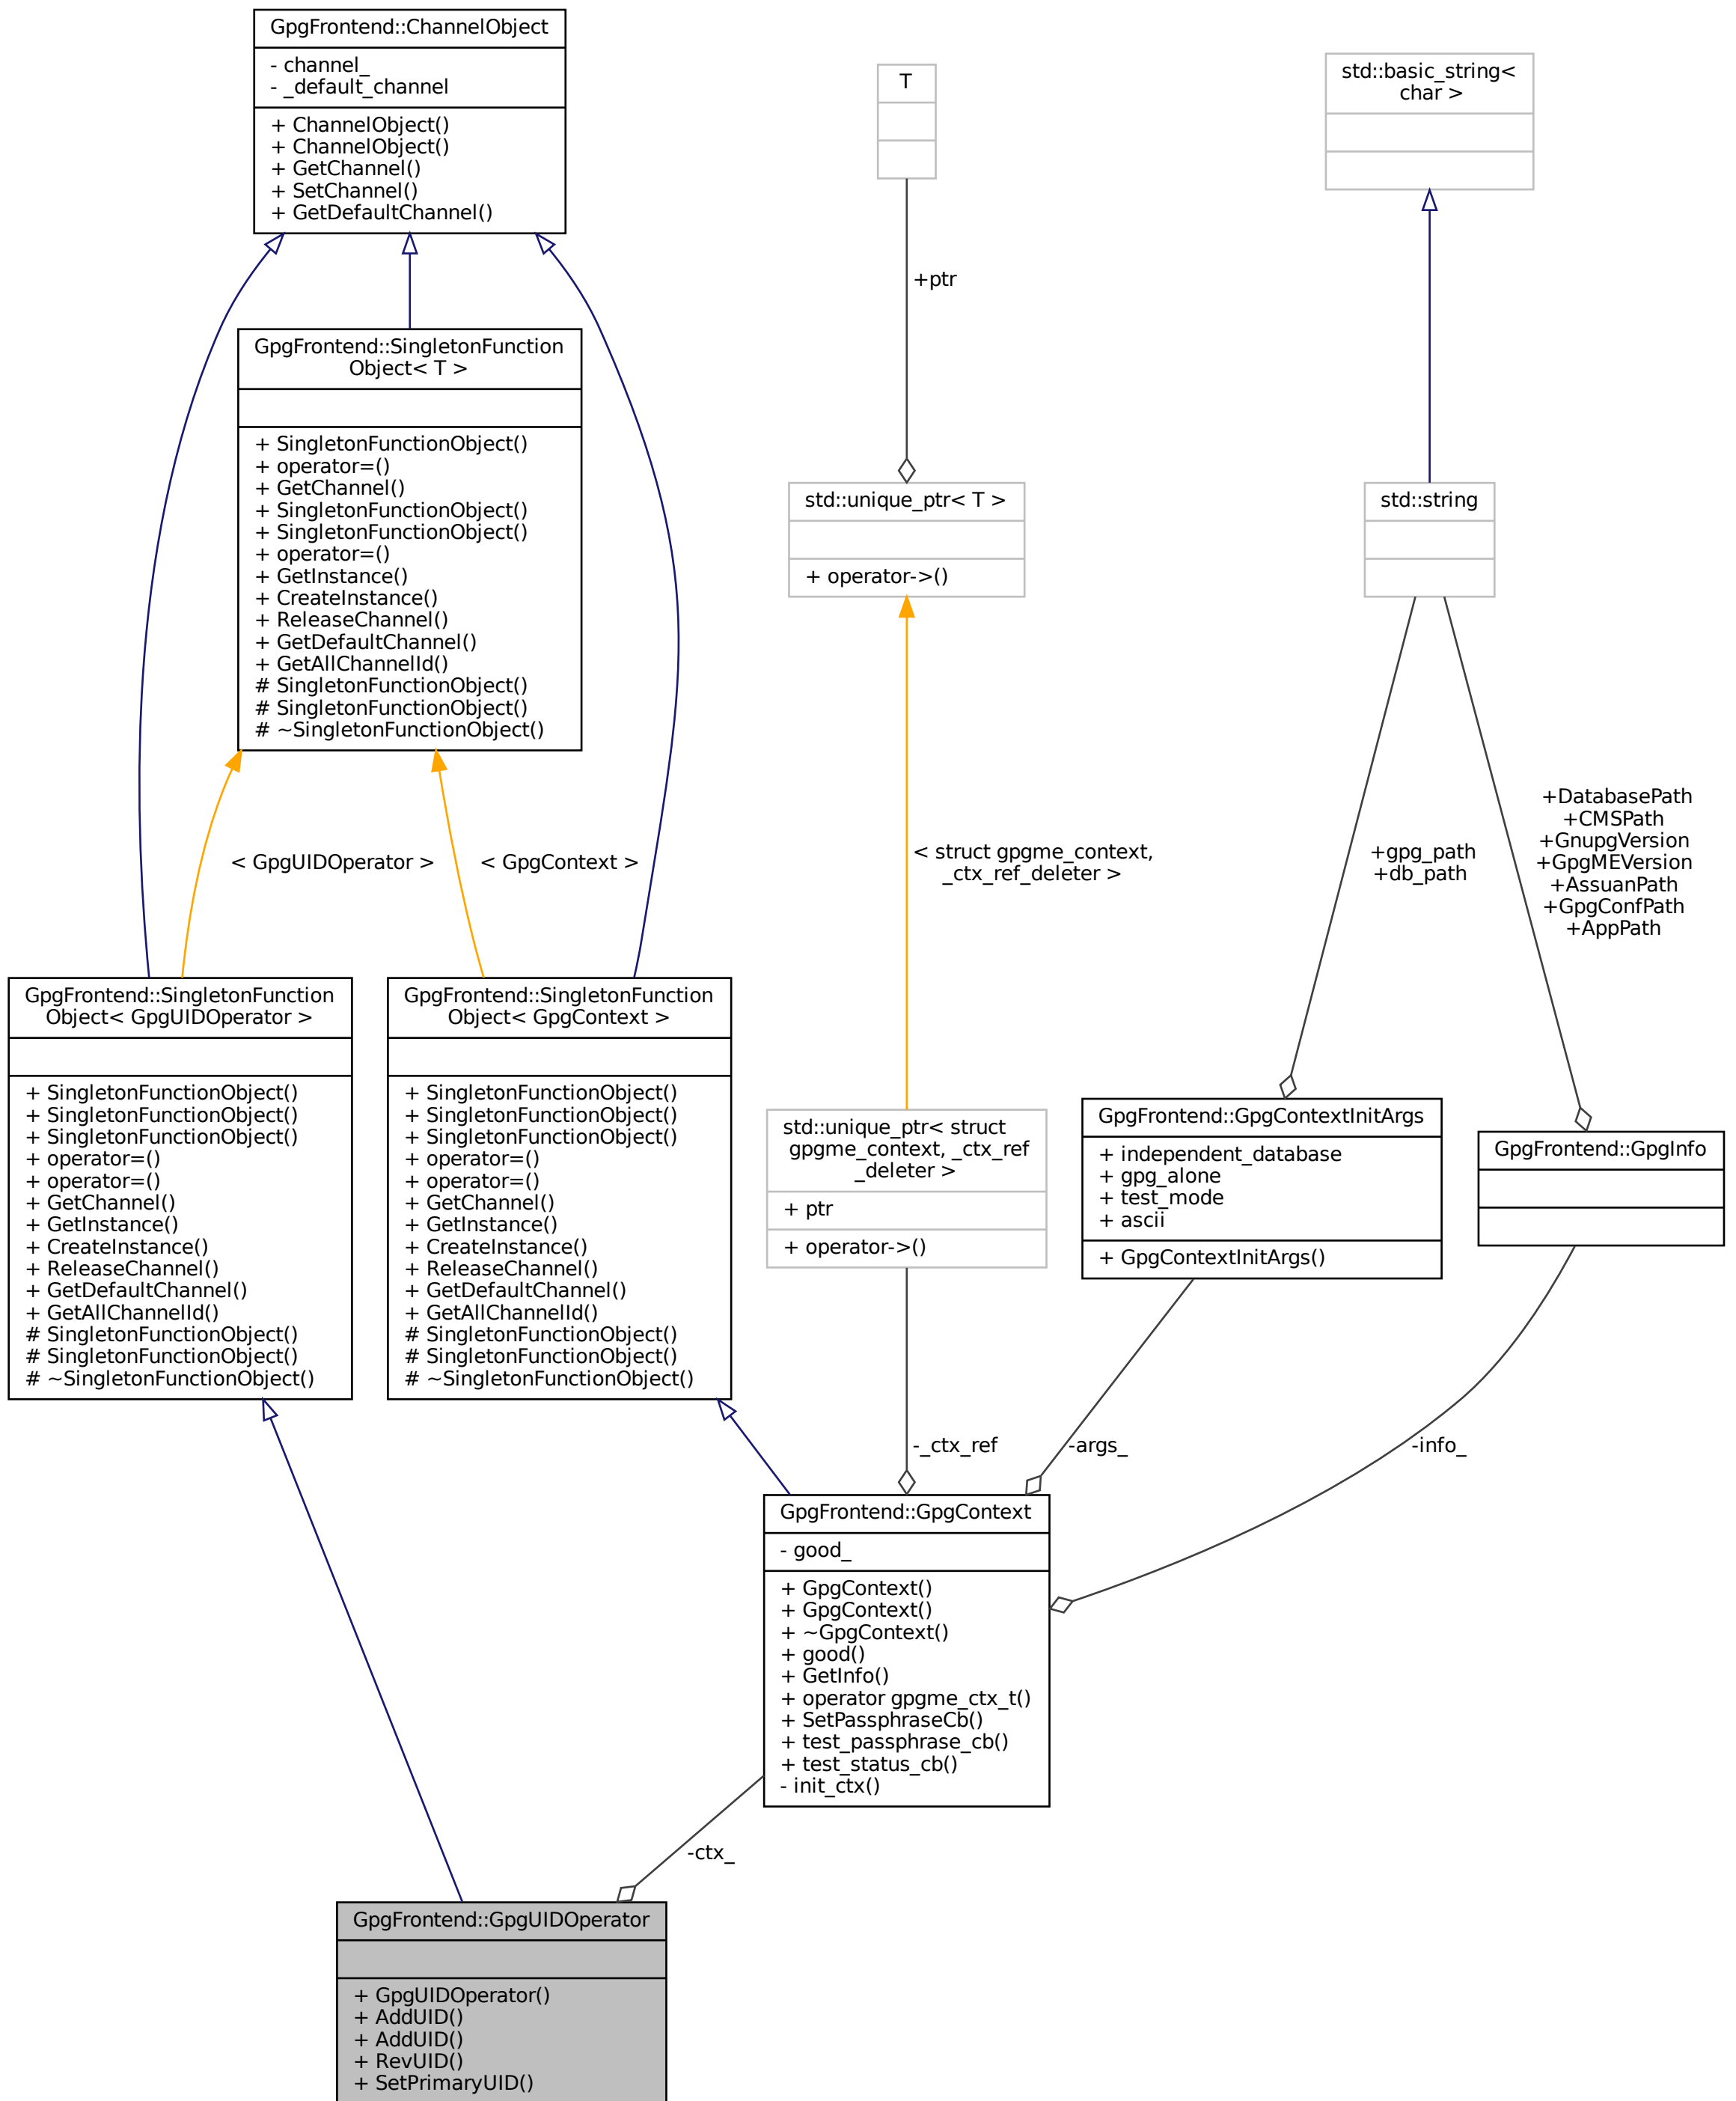 GpgFrontend::ChannelObject
- channel_
- _default_channel
+ ChannelObject()
+ ChannelObject()
+ GetChannel()
+ SetChannel()
+ GetDefaultChannel()
T
std::basic_string<
char >
+ptr
GpgFrontend::SingletonFunction
Object< T >
+ SingletonFunctionObject()
+ operator=()
+ GetChannel()
+ SingletonFunctionObject()
+ SingletonFunctionObject()
+ operator=()
+ GetInstance()
+ CreateInstance()
+ ReleaseChannel()
+ GetDefaultChannel()
+ GetAllChannelId()
# SingletonFunctionObject()
# SingletonFunctionObject()
# ~SingletonFunctionObject()
std::unique_ptr< T >
+ operator->()
std::string
< GpgUIDOperator >
< GpgContext >
< struct gpgme_context,
_ctx_ref_deleter >
+gpg_path
+db_path
+DatabasePath
+CMSPath
+GnupgVersion
+GpgMEVersion
+AssuanPath
+GpgConfPath
+AppPath
GpgFrontend::SingletonFunction
Object< GpgUIDOperator >
+ SingletonFunctionObject()
+ SingletonFunctionObject()
+ SingletonFunctionObject()
+ operator=()
+ operator=()
+ GetChannel()
+ GetInstance()
+ CreateInstance()
+ ReleaseChannel()
+ GetDefaultChannel()
+ GetAllChannelId()
# SingletonFunctionObject()
# SingletonFunctionObject()
# ~SingletonFunctionObject()
GpgFrontend::SingletonFunction
Object< GpgContext >
+ SingletonFunctionObject()
+ SingletonFunctionObject()
+ SingletonFunctionObject()
+ operator=()
+ operator=()
+ GetChannel()
+ GetInstance()
+ CreateInstance()
+ ReleaseChannel()
+ GetDefaultChannel()
+ GetAllChannelId()
# SingletonFunctionObject()
# SingletonFunctionObject()
# ~SingletonFunctionObject()
std::unique_ptr< struct
gpgme_context, _ctx_ref
_deleter >
+ ptr
+ operator->()
GpgFrontend::GpgContextInitArgs
+ independent_database
+ gpg_alone
+ test_mode
+ ascii
+ GpgContextInitArgs()
GpgFrontend::GpgInfo
-_ctx_ref
-args_
-info_
GpgFrontend::GpgContext
- good_
+ GpgContext()
+ GpgContext()
+ ~GpgContext()
+ good()
+ GetInfo()
+ operator gpgme_ctx_t()
+ SetPassphraseCb()
+ test_passphrase_cb()
+ test_status_cb()
- init_ctx()
-ctx_
GpgFrontend::GpgUIDOperator
+ GpgUIDOperator()
+ AddUID()
+ AddUID()
+ RevUID()
+ SetPrimaryUID()